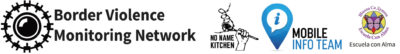 Border Violence
Monitoring Network
NO NAME
KITCHEN
MOBILE
INFO TEAM
Escuela con Alma